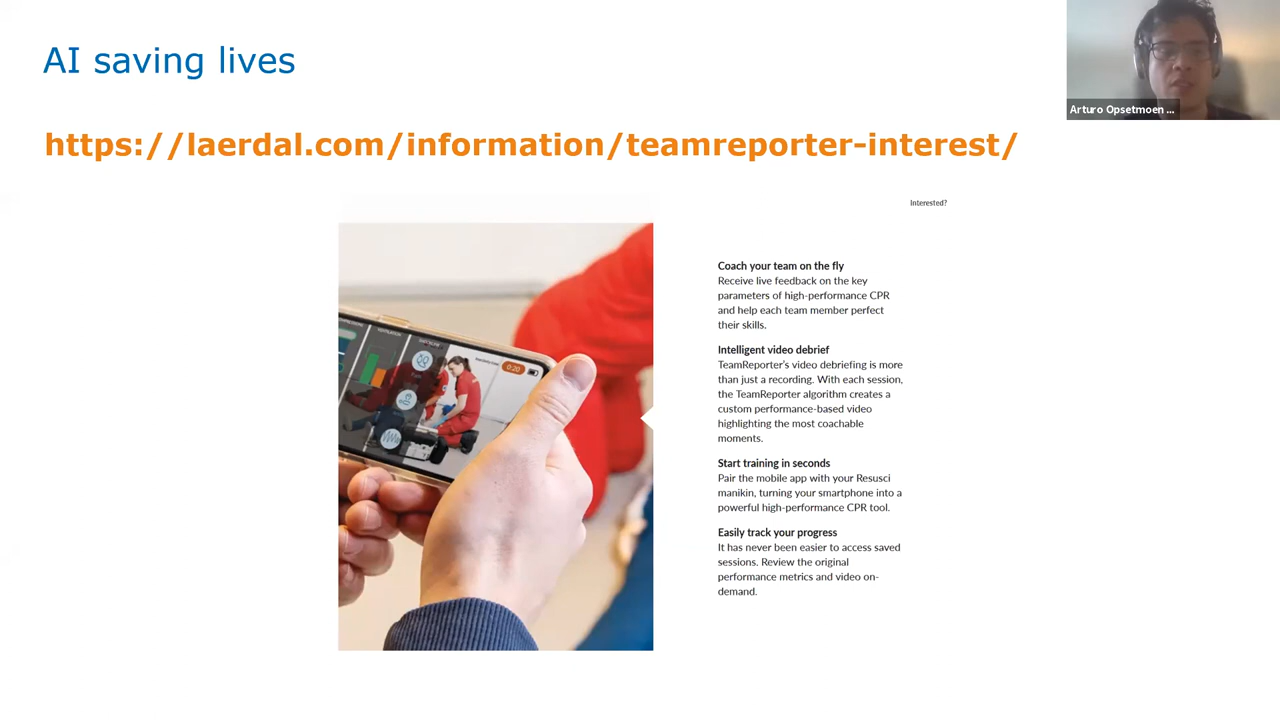 AI saving lives
Arturo Opsetmoen ...
https://laerdal.com/information/teamreporter-interest/
Interested?
Coach your team on the fly
Receive live feedback on the key
parameters of high-performance CPR
and help each team member perfect
their skills.
Intelligent video debrief
TeamReporter's video debriefing is more
than just a recording. With each session,
the TeamReporter algorithm creates a
custom performance-based video
highlighting the most coachable
moments.
Start training in seconds
Pair the mobile app with your Resusci
manikin, turning your smartphone into a
powerful high-performance CPR tool.
Easily track your progress
It has never been easier to access saved
sessions. Review the original
performance metrics and video on-
demand.
0:20